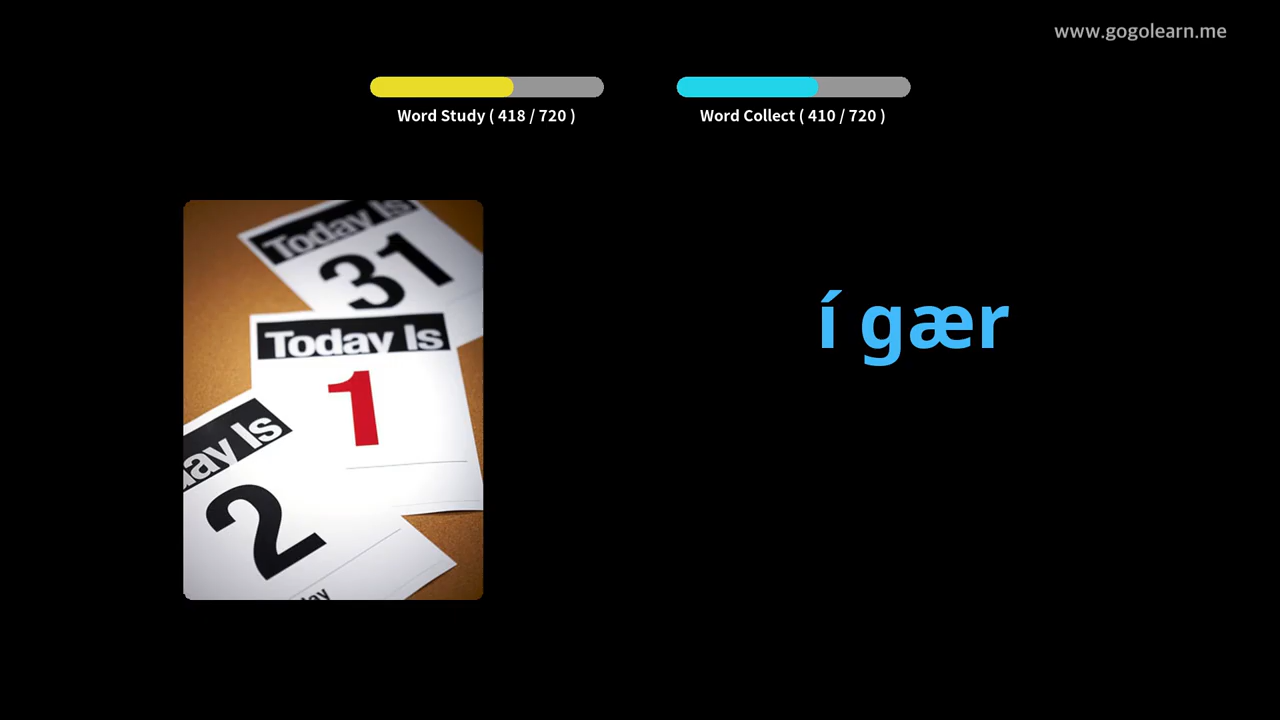 www.gogolearn.me
Word Study ( 418 / 720 )
Word Collect ( 410 / 720 )
Today Is
31
Today Is
1
ay Is
2
í gær